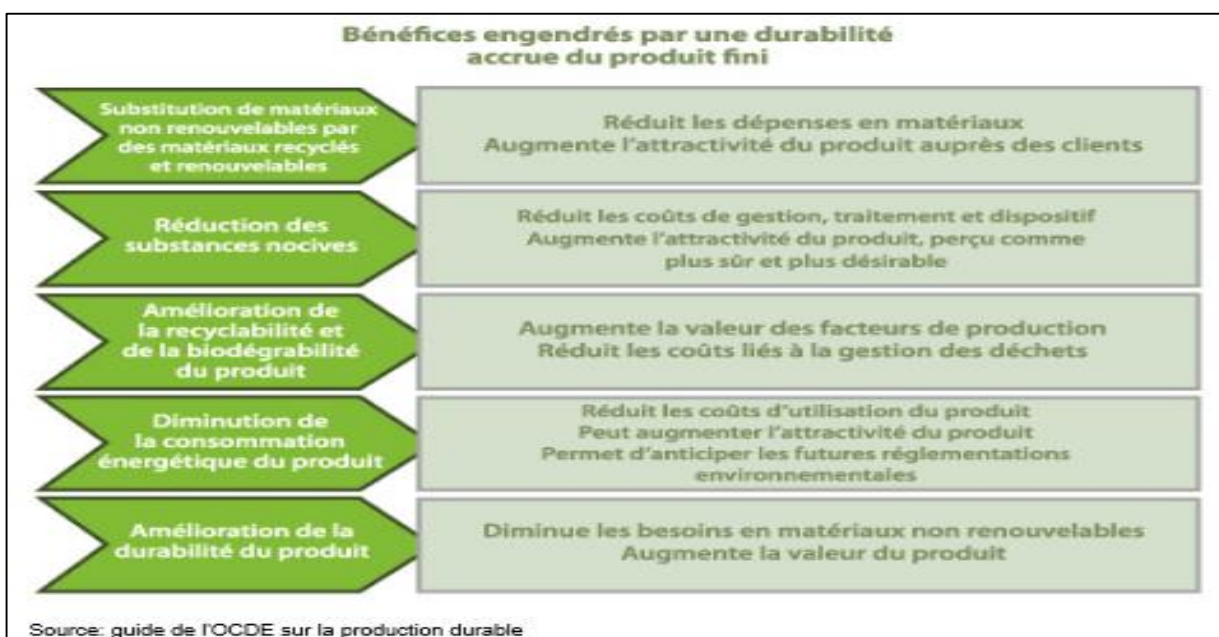 Bénéfices engendrés par une durabilité
accrue du produit fini
Substitution de matériaux
non renouvelables par
des matériaux recyclés
et renouvelables
Réduit les dépenses en matériaux
Augmente l'attractivité du produit auprès des clients
Réduction des
substances nocives
Réduit les coûts de gestion, traitement et dispositif
Augmente l'attractivité du produit, perçu comme
plus sûr et plus désirable
Amélioration de
la recyclabilité et
de la biodégrabilité
du produit
Augmente la valeur des facteurs de production
Réduit les coûts liés à la gestion des déchets
Diminution de
la consommation
énergétique du produit
Réduit les coûts d'utilisation du produit
Peut augmenter l'attractivité du produit
Permet d'anticiper les futures réglementations
environnementales
Amélioration de la
durabilité du produit
Diminue les besoins en matériaux non renouvelables
Augmente la valeur du produit
Source: guide de l'OCDE sur la production durable